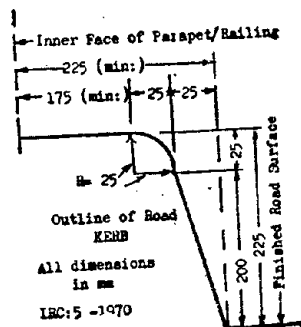 Inner Face of Parapet/Railing
225 (min:)
175 (min:)
25
25
25
R= 25
Outline of Road
KERB
All dimensions
in mm
IRC:5 -1970
200
225
Finished Road Surface